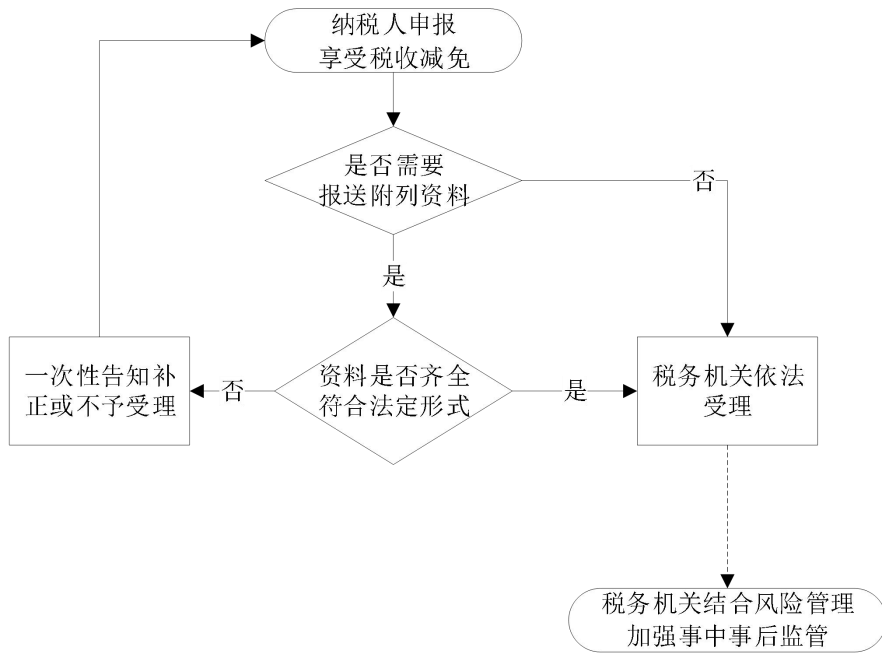 纳税人申报
享受税收减免
是否需要
报送附列资料
否
是
一次性告知补
正或不予受理
否
资料是否齐全
符合法定形式
是
税务机关依法
受理
税务机关结合风险管理
加强事中事后监管